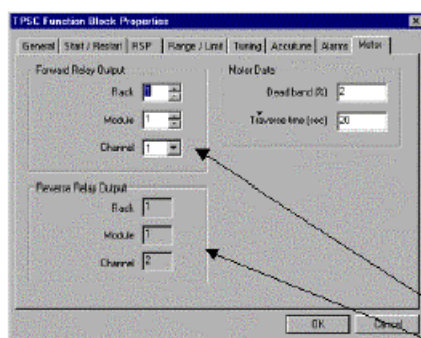 TPSC Function Block Properties
General Start / Restart RSP Range / Limit Tuning Accutune Alarms Motor
Forward Relay Output
Rack 1
Module 1
Channel 1
Motor Data
Dead band (%) 2
Traverse time (sec) 20
Reverse Relay Output
Rack 1
Module 1
Channel 2
OK Cancel